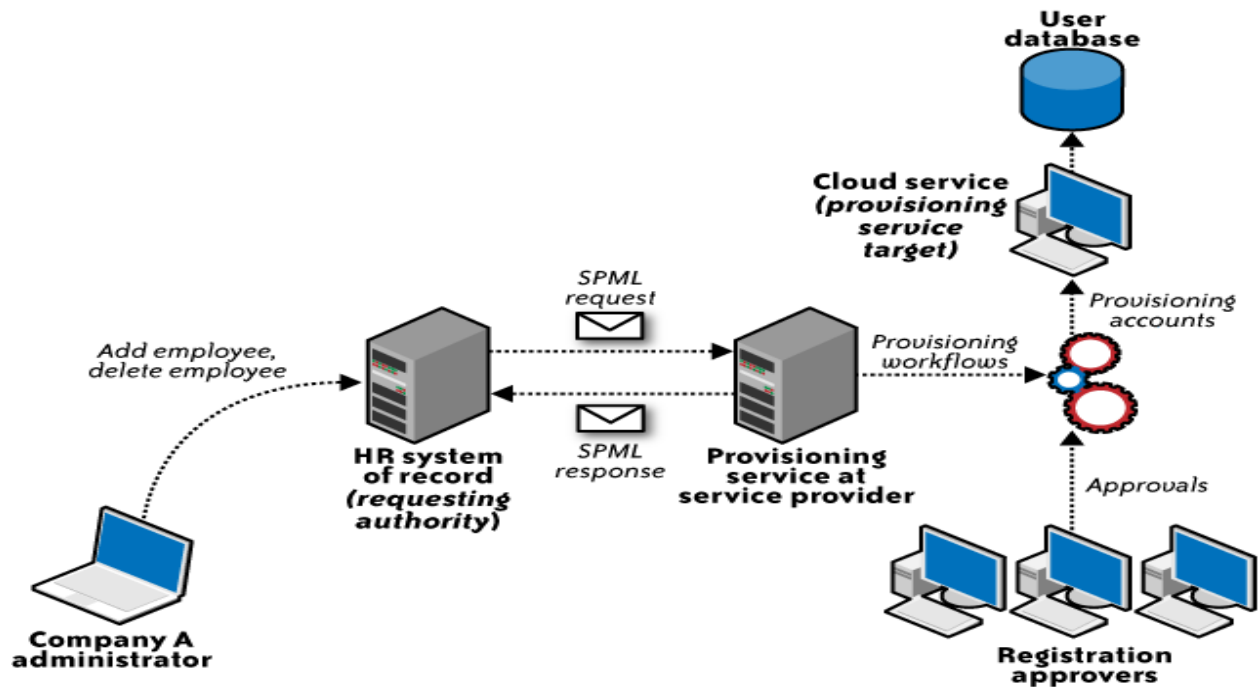 User
database
Cloud service
(provisioning
service
target)
SPML
request
Provisioning
accounts
Add employee,
delete employee
Provisioning
workflows
HR system
of record
(requesting
authority)
SPML
response
Provisioning
service at
service provider
Approvals
Company A
administrator
Registration
approvers